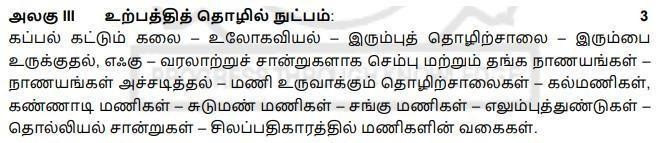 அலகு III உற்பத்தித் தொழில் நுட்பம்: 3
கப்பல் கட்டும் கலை – உலோகவியல் – இரும்புத் தொழிற்சாலை – இரும்பை
உருக்குதல், எஃகு – வரலாற்றுச் சான்றுகளாக செம்பு மற்றும் தங்க நாணயங்கள் –
நாணயங்கள் அச்சடித்தல் – மணி உருவாக்கும் தொழிற்சாலைகள் – கல்மணிகள்,
கண்ணாடி மணிகள் – சுடுமண் மணிகள் – சங்கு மணிகள் – எலும்புத்துண்டுகள் –
தொல்லியல் சான்றுகள் – சிலப்பதிகாரத்தில் மணிகளின் வகைகள்.